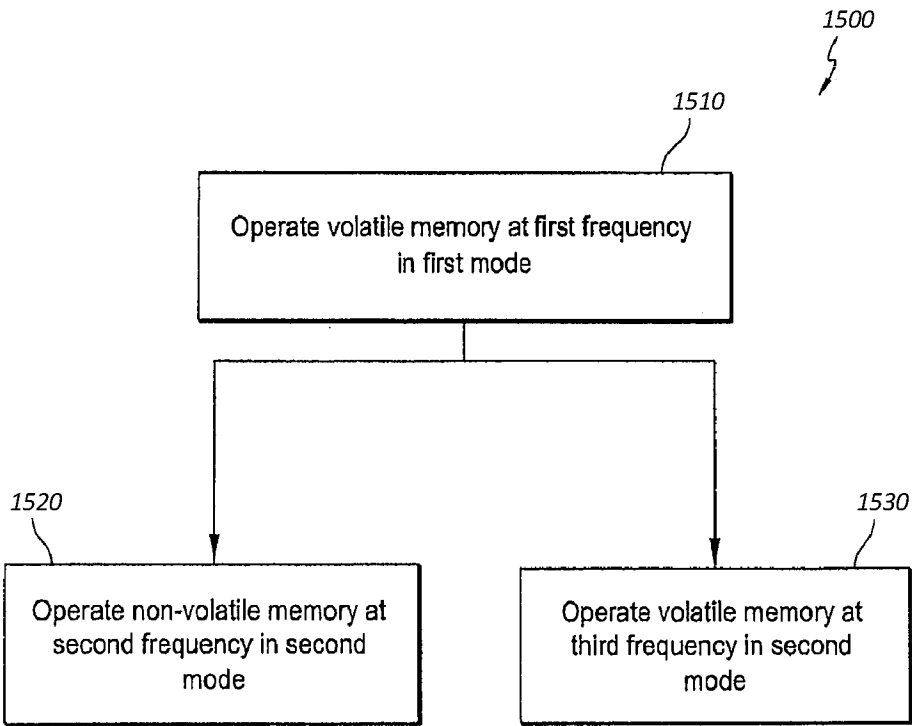 1500
1510
Operate volatile memory at first frequency
in first mode
1520
Operate non-volatile memory at
second frequency in second
mode
1530
Operate volatile memory at
third frequency in second
mode